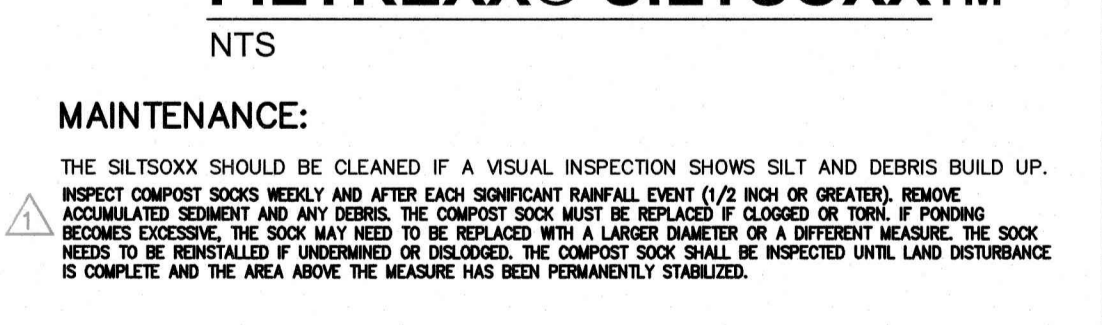 FILTREXX® SILTSOXX™
NTS
MAINTENANCE:
THE SILTSOXX SHOULD BE CLEANED IF A VISUAL INSPECTION SHOWS SILT AND DEBRIS BUILD UP.
INSPECT COMPOST SOCKS WEEKLY AND AFTER EACH SIGNIFICANT RAINFALL EVENT (1/2 INCH OR GREATER). REMOVE
1 ACCUMULATED SEDIMENT AND ANY DEBRIS. THE COMPOST SOCK MUST BE REPLACED IF CLOGGED OR TORN. IF PONDING
BECOMES EXCESSIVE, THE SOCK MAY NEED TO BE REPLACED WITH A LARGER DIAMETER OR A DIFFERENT MEASURE. THE SOCK
NEEDS TO BE REINSTALLED IF UNDERMINED OR DISLODGED. THE COMPOST SOCK SHALL BE INSPECTED UNTIL LAND DISTURBANCE
IS COMPLETE AND THE AREA ABOVE THE MEASURE HAS BEEN PERMANENTLY STABILIZED.